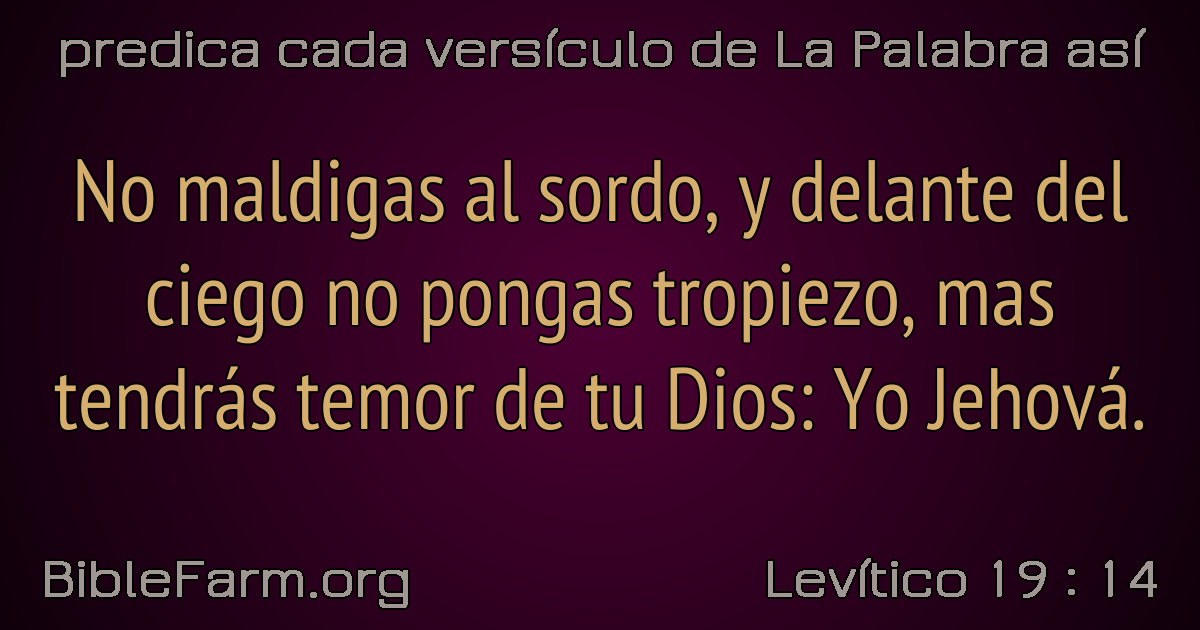 predica cada versículo de La Palabra así
No maldigas al sordo, y delante del
ciego no pongas tropiezo, mas
tendrás temor de tu Dios: Yo Jehová.
BibleFarm.org
Levítico 19 : 14